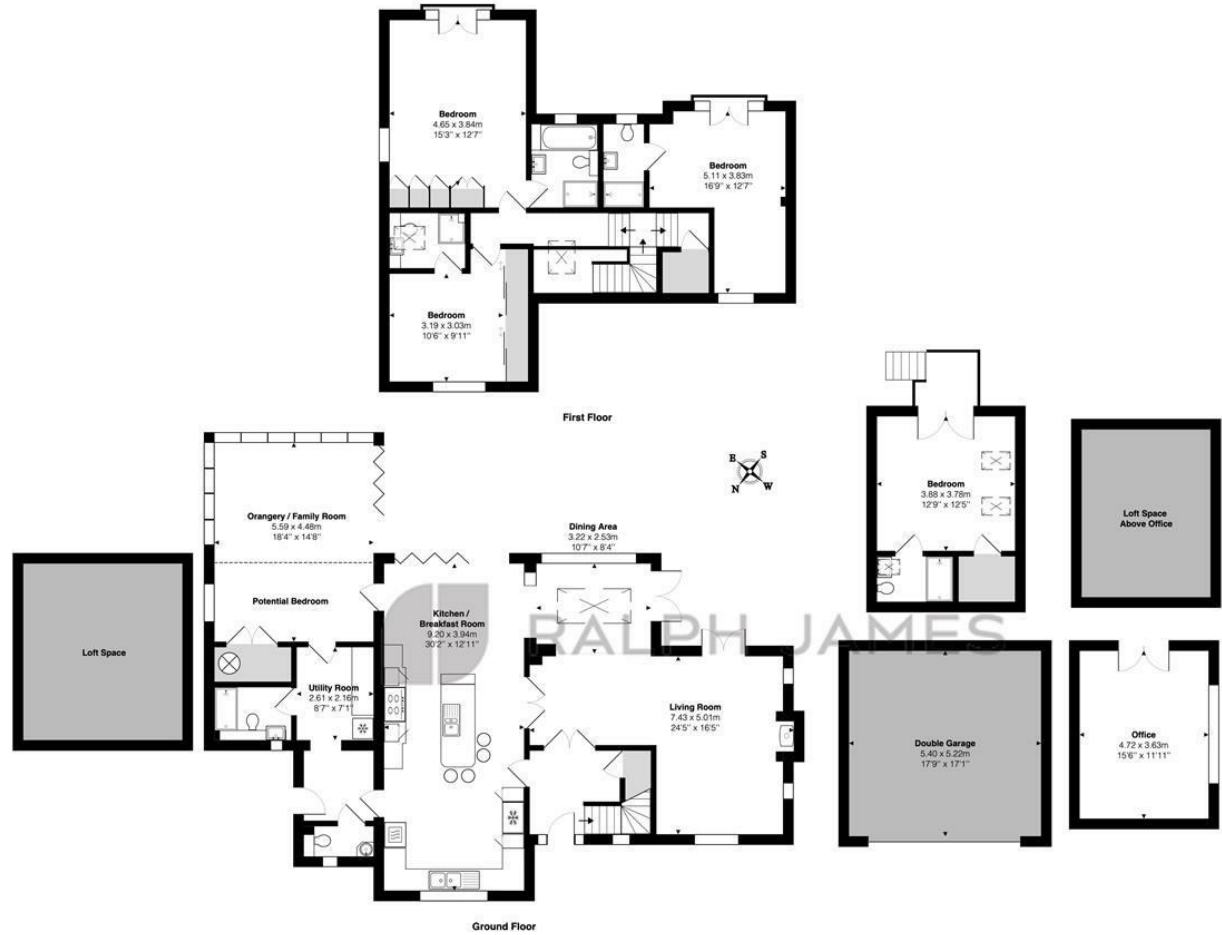 Bedroom
4.65 x 3.84m
15'3" x 12'7"
Bedroom
5.11 x 3.83m
16'9" x 12'7"
Bedroom
3.19 x 3.03m
10'6" x 9'11"
First Floor
Orangery / Family Room
5.59 x 4.48m
18'4" x 14'8"
Potential Bedroom
Dining Area
3.22 x 2.53m
10'7" x 8'4"
E
S
N
W
Bedroom
3.88 x 3.78m
12'9" x 12'5"
Loft Space
Above Office
Loft Space
Kitchen /
Breakfast Room
9.20 x 3.94m
30'2" x 12'11"
RALPH JAMES
Utility Room
2.61 x 2.16m
8'7" x 7'1"
Living Room
7.43 x 5.01m
24'5" x 16'5"
Double Garage
5.40 x 5.22m
17'9" x 17'1"
Office
4.72 x 3.63m
15'6" x 11'11"
Ground Floor